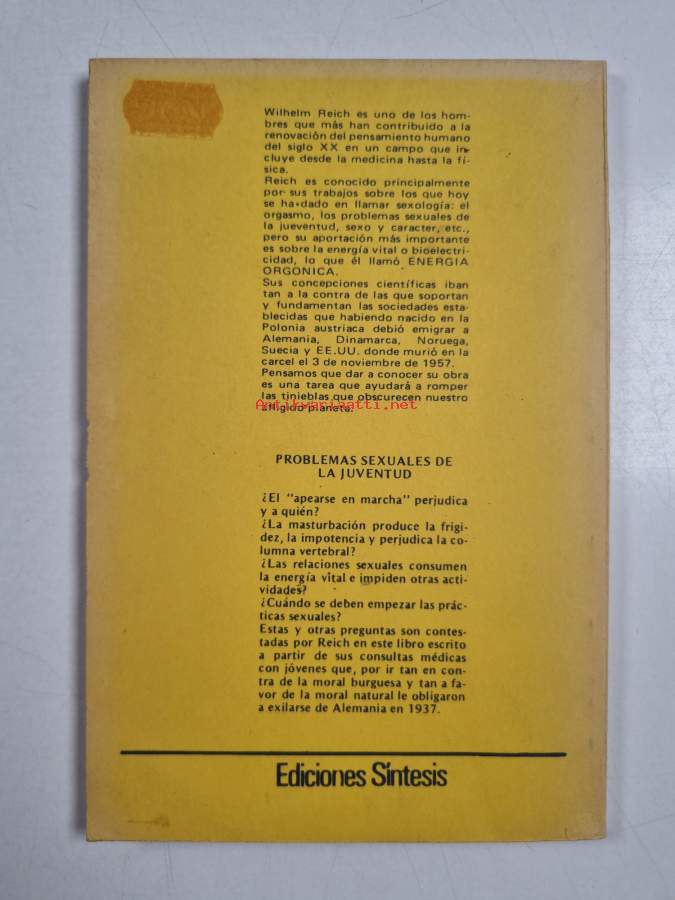 Wilhelm Reich es uno de los hom-
bres que más han contribuido a la
renovación del pensamiento humano
del siglo XX en un campo que in-
cluye desde la medicina hasta la fí-
sica.
Reich es conocido principalmente
por sus trabajos sobre los que hoy
se ha dado en llamar sexología: el
orgasmo, los problemas sexuales de
la jueventud, sexo y caracter, etc.,
pero su aportación más importante
es sobre la energía vital o bioelectri-
cidad, lo que él llamó ENERGIA
ORGONICA.
Sus concepciones científicas iban
tan a la contra de las que soportan
y fundamentan las sociedades esta-
blecidas que habiendo nacido en la
Polonia austriaca debió emigrar a
Alemania, Dinamarca, Noruega,
Suecia y EE.UU. donde murió en la
carcel el 3 de noviembre de 1957.
Pensamos que dar a conocer su obra
es una tarea que ayudará a romper
las tinieblas que obscurecen nuestro
afligido planeta.
Antikvariaatti.net
PROBLEMAS SEXUALES DE
LA JUVENTUD
¿El "apearse en marcha" perjudica
y a quién?
¿La masturbación produce la frigi-
dez, la impotencia y perjudica la co-
lumna vertebral?
¿Las relaciones sexuales consumen
la energía vital e impiden otras acti-
vidades?
¿Cuándo se deben empezar las prác-
ticas sexuales?
Estas y otras preguntas son contes-
tadas por Reich en este libro escrito
a partir de sus consultas médicas
con jóvenes que, por ir tan en con-
tra de la moral burguesa y tan a fa-
vor de la moral natural le obligaron
a exilarse de Alemania en 1937.
Ediciones Síntesis